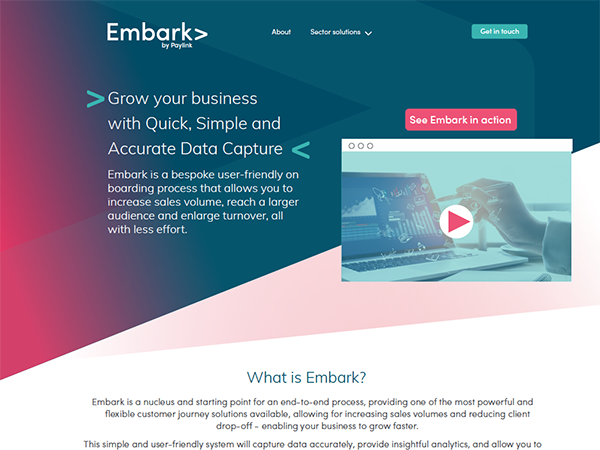 Embark>
by Paylink
About
Sector solutions
Get in touch
> Grow your business
with Quick, Simple and
Accurate Data Capture <
Embark is a bespoke user-friendly on
boarding process that allows you to
increase sales volume, reach a larger
audience and enlarge turnover, all
with less effort.
See Embark in action
What is Embark?
Embark is a nucleus and starting point for an end-to-end process, providing one of the most powerful and
flexible customer journey solutions available, allowing for increasing sales volumes and reducing client
drop-off - enabling your business to grow faster.
This simple and user-friendly system will capture data accurately, provide insightful analytics, and allow you to